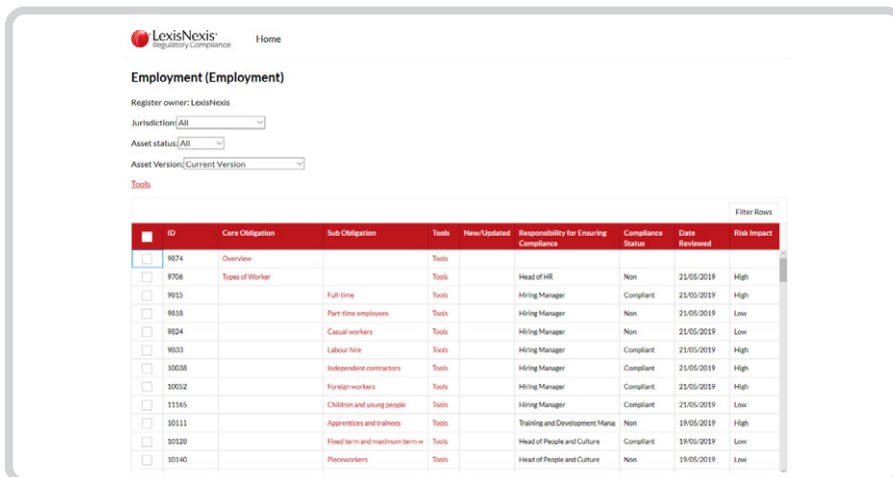 LexisNexis®
Regulatory Compliance
Home
Employment (Employment)
Register owner: LexisNexis
Jurisdiction: All
Asset status: All
Asset Version: Current Version
Tools
Filter Rows
ID Core Obligation Sub Obligation Tools New/Updated Responsibility for Ensuring Compliance Compliance Status Date Reviewed Risk Impact
9874 Overview Tools
9706 Types of Worker Tools Head of HR Non 21/05/2019 High
9815 Full-time Tools Hiring Manager Compliant 21/05/2019 High
9818 Part-time employees Tools Hiring Manager Non 21/05/2019 Low
9824 Casual workers Tools Hiring Manager Non 21/05/2019 Low
9833 Labour hire Tools Hiring Manager Compliant 21/05/2019 High
10038 Independent contractors Tools Hiring Manager Compliant 21/05/2019 High
10052 Foreign workers Tools Hiring Manager Compliant 21/05/2019 High
11165 Children and young people Tools Hiring Manager Compliant 21/05/2019 Low
10111 Apprentices and trainees Tools Training and Development Mana Non 19/05/2019 High
10128 Fixed term and maximum term w Tools Head of People and Culture Compliant 19/05/2019 Low
10140 Pieceworkers Tools Head of People and Culture Non 19/05/2019 Low